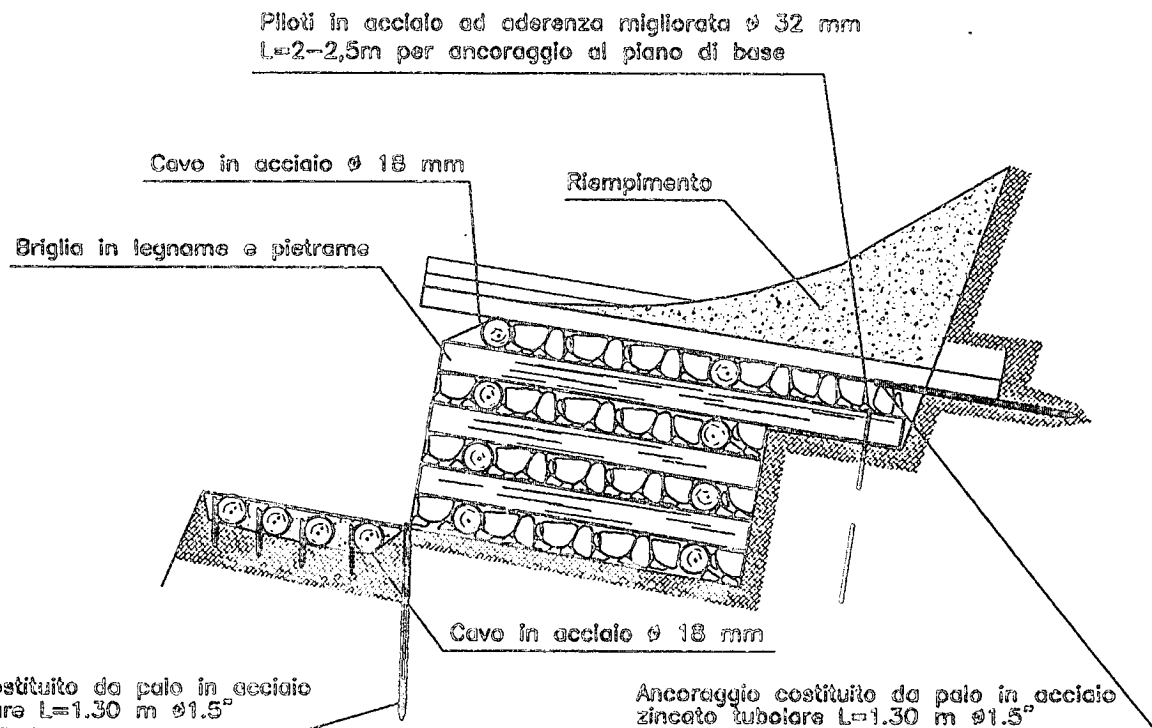 Piloti in acciaio ad aderenza migliorata ø 32 mm
L=2-2,5m per ancoraggio al piano di base
Cavo in acciaio ø 18 mm
Riempimento
Briglia in legname e pietrame
Cavo in acciaio ø 18 mm
ostituito da palo in acciaio
are L=1.30 m ø1.5"
Ancoraggio costituito da palo in acciaio
zincato tubolare L=1.30 m ø1.5"